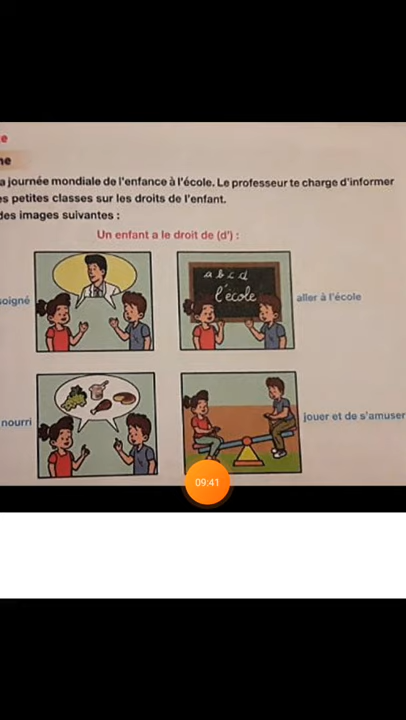 e
ne
a journée mondiale de l'enfance à l'école. Le professeur te charge d'informer
es petites classes sur les droits de l'enfant.
des images suivantes :
Un enfant a le droit de (d') :
soigné
a b c d
l'école
aller à l'école
nourri
jouer et de s'amuser
09:41